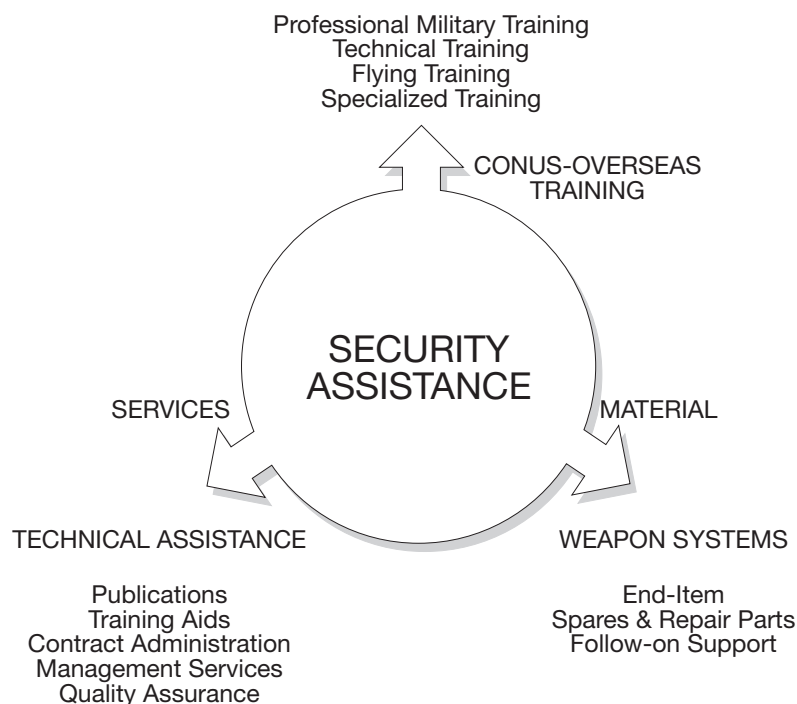 Professional Military Training
Technical Training
Flying Training
Specialized Training
CONUS-OVERSEAS
TRAINING
SECURITY
ASSISTANCE
SERVICES
MATERIAL
TECHNICAL ASSISTANCE
Publications
Training Aids
Contract Administration
Management Services
Quality Assurance
WEAPON SYSTEMS
End-Item
Spares & Repair Parts
Follow-on Support